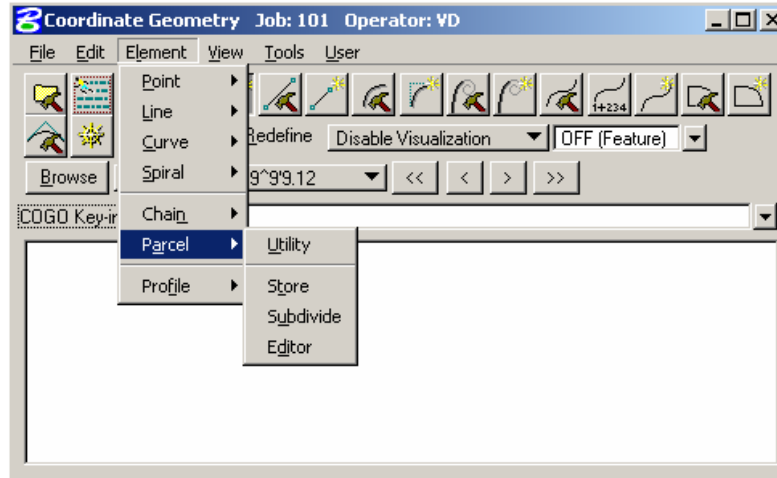 Coordinate Geometry Job: 101 Operator: VD
File Edit Element View Tools User
Point
Line
Curve
Spiral
Chain
Parcel
Profile
Utility
Store
Subdivide
Editor
1+234
Redefine Disable Visualization OFF (Feature)
Browse 9^9'9.12 << < > >>
COGO Key-in